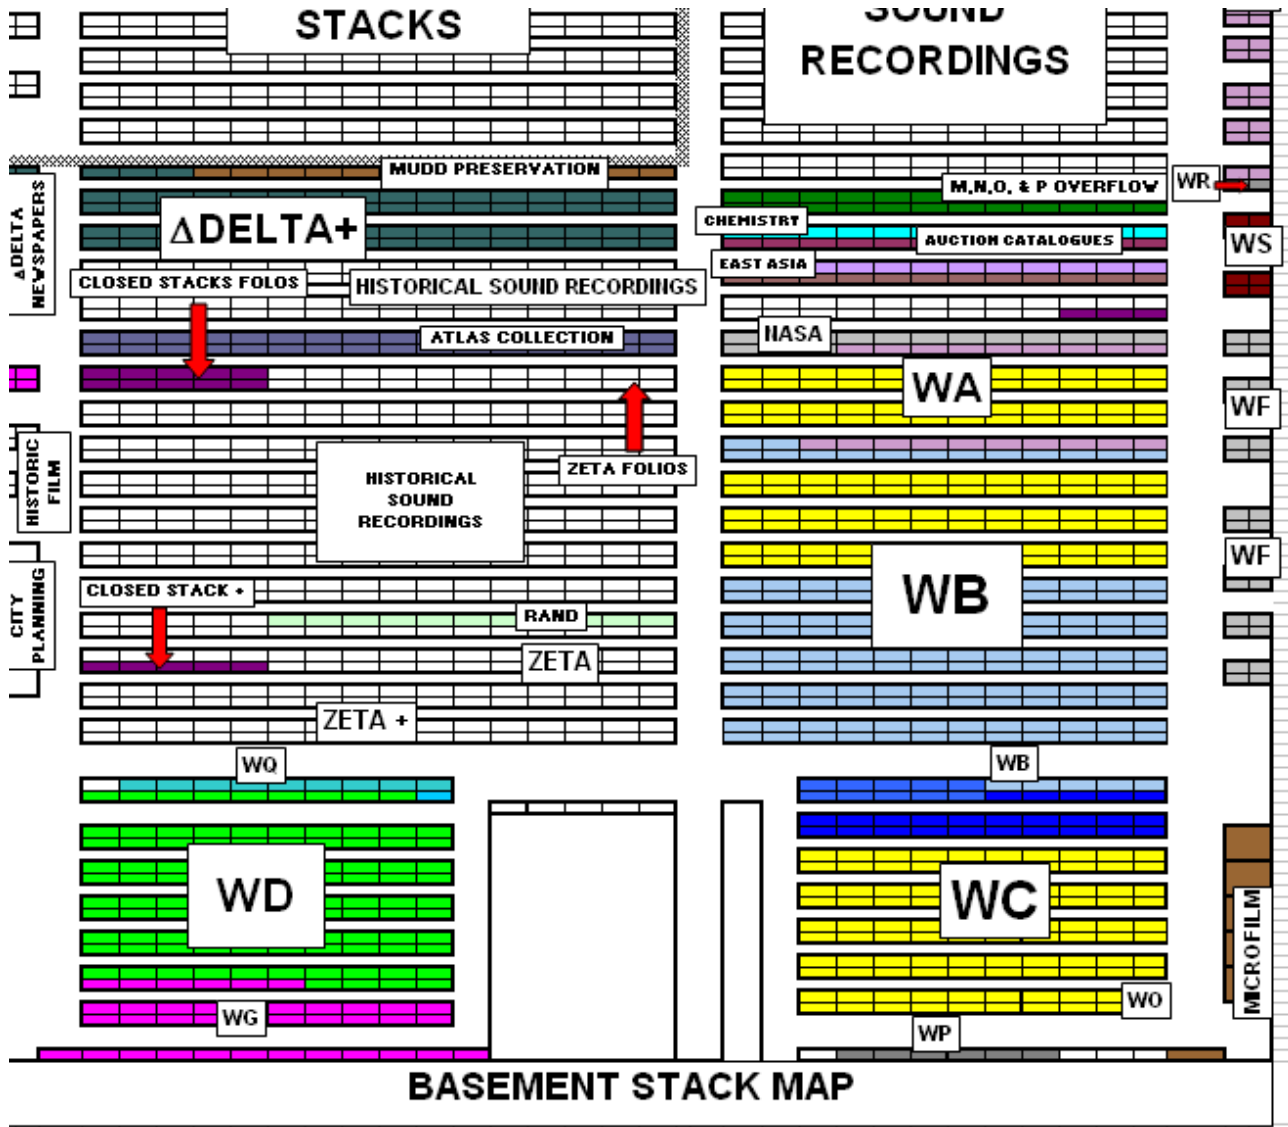 STACKS
SOUND
RECORDINGS
MUDD PRESERVATION
M,N,O, & P OVERFLOW
WR
ΔDELTA
NEWSPAPERS
ΔDELTA+
CHEMISTRY
AUCTION CATALOGUES
WS
EAST ASIA
CLOSED STACKS FOLOS
HISTORICAL SOUND RECORDINGS
ATLAS COLLECTION
NASA
WA
WF
HISTORIC
FILM
ZETA FOLIOS
HISTORICAL
SOUND
RECORDINGS
WF
CITY
PLANNING
CLOSED STACK +
WB
RAND
ZETA
ZETA +
WQ
WB
WD
WC
MICROFILM
WG
WO
WP
BASEMENT STACK MAP